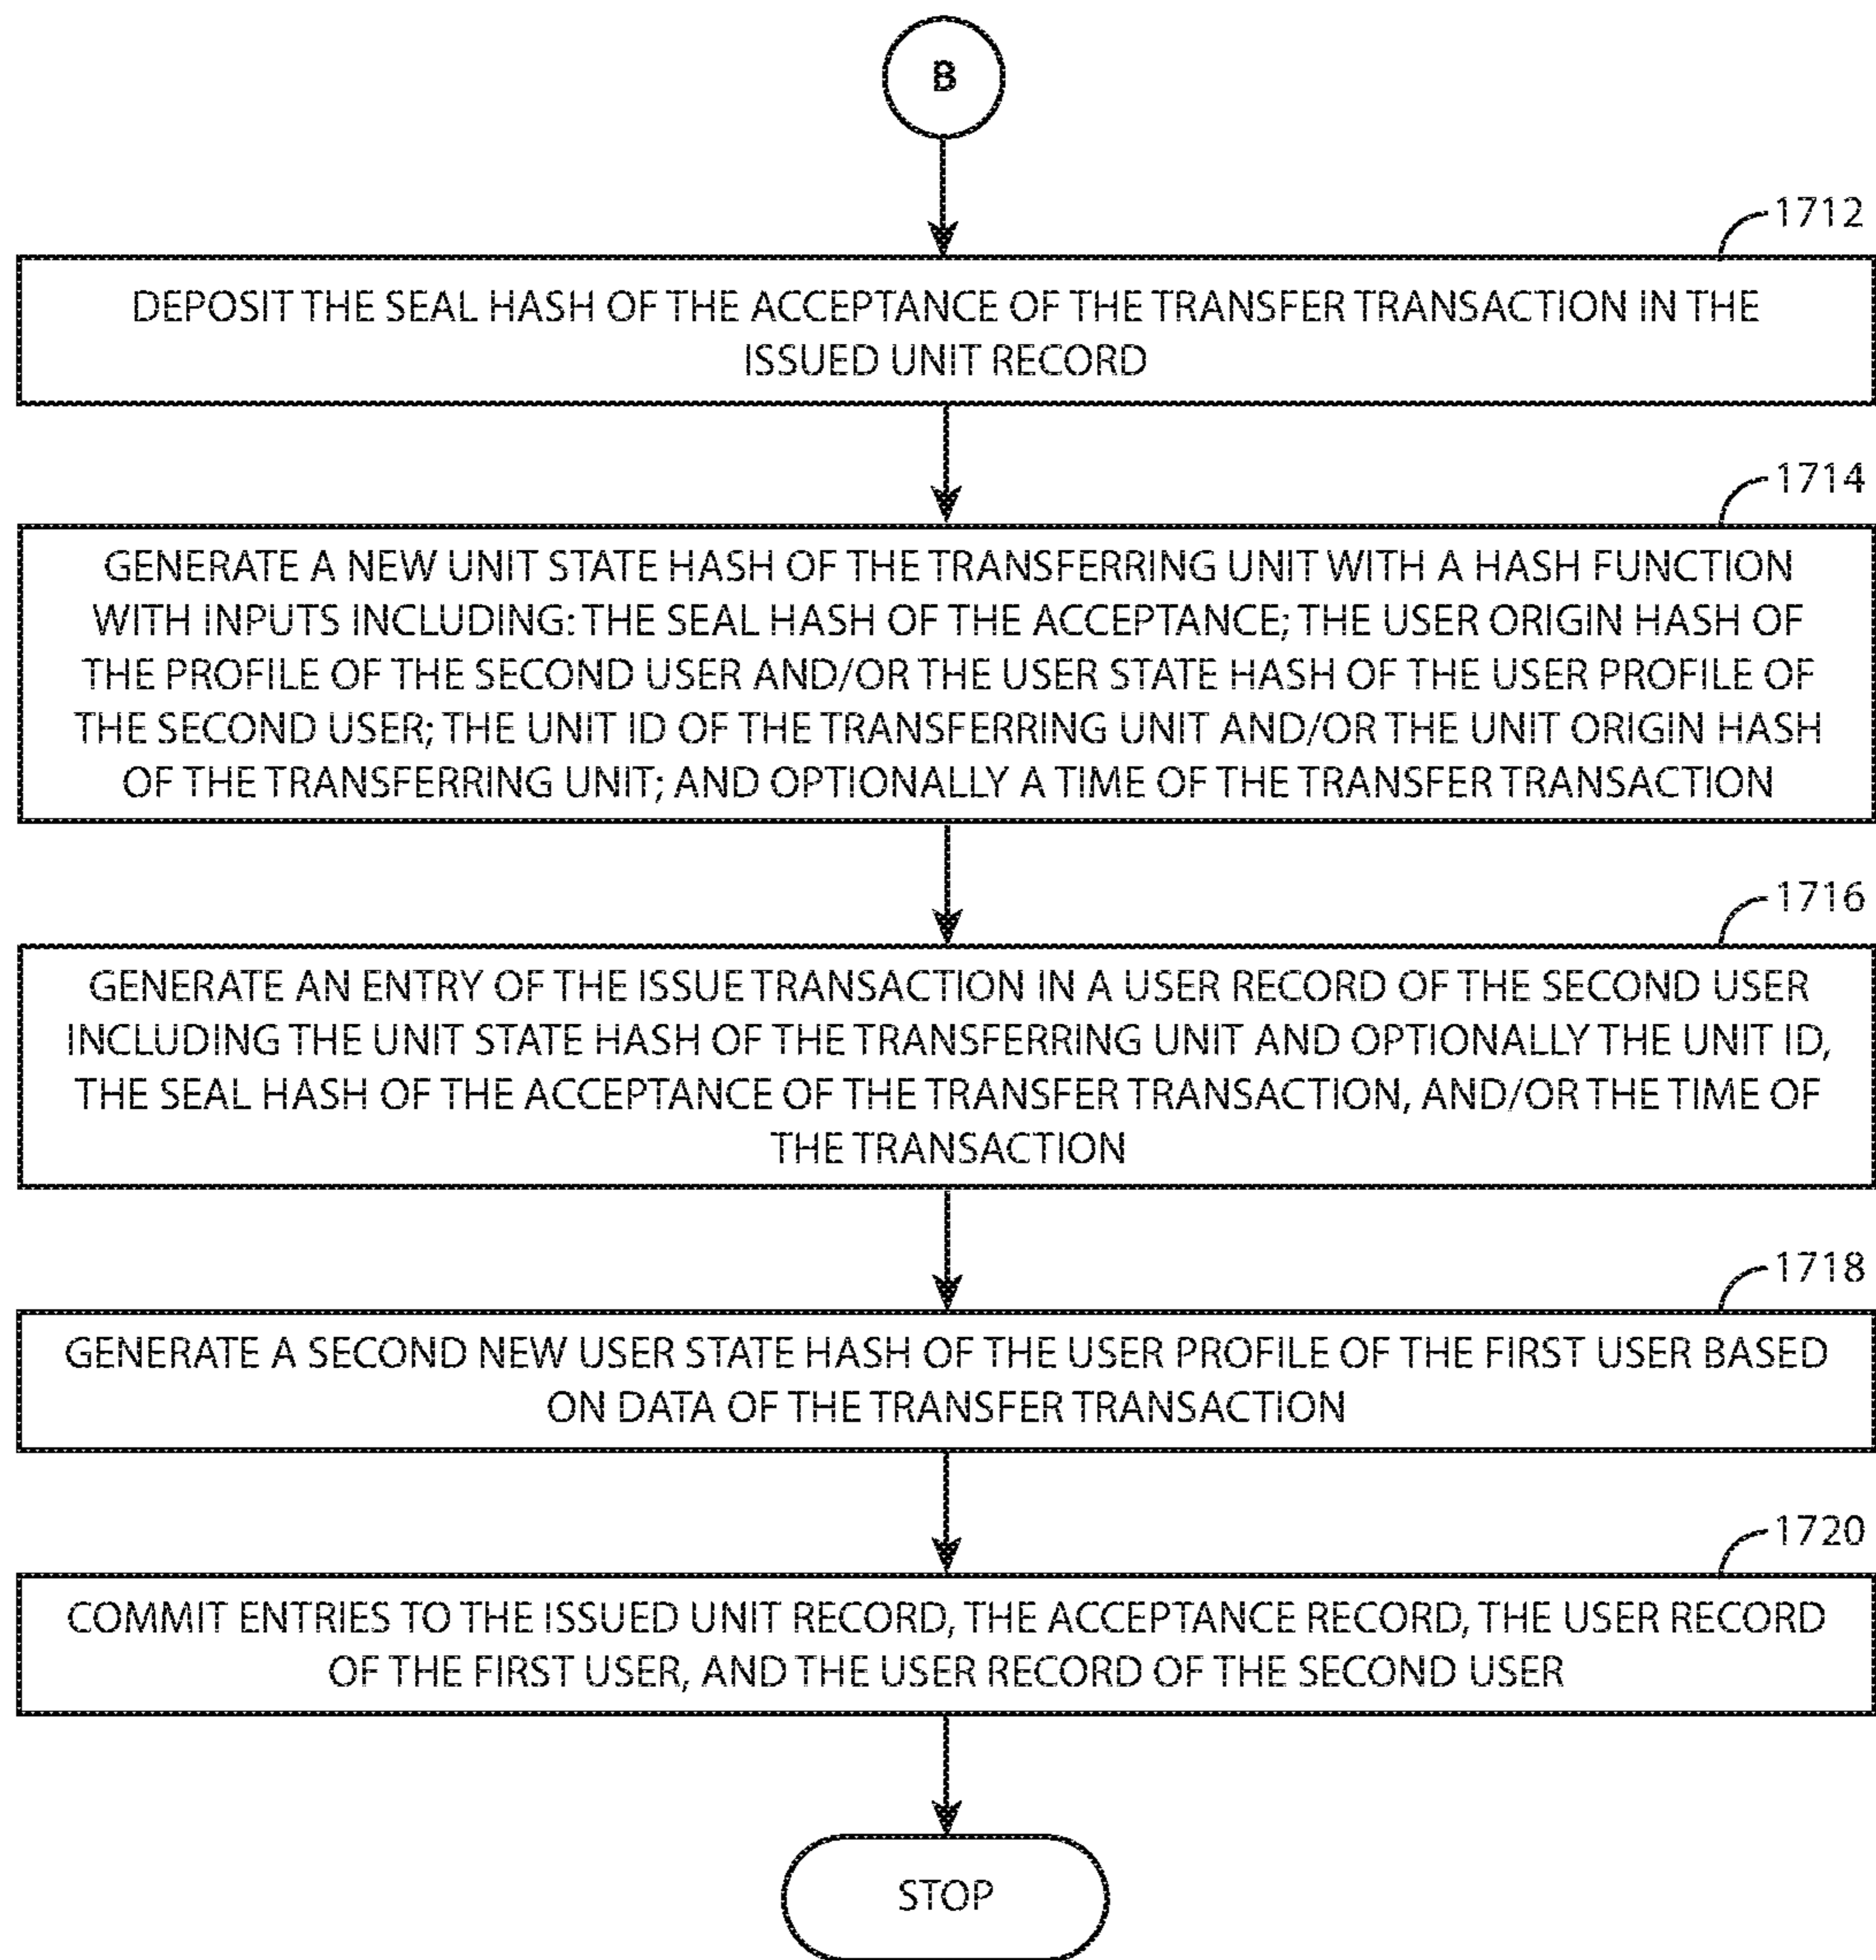 B
1712
DEPOSIT THE SEAL HASH OF THE ACCEPTANCE OF THE TRANSFER TRANSACTION IN THE
ISSUED UNIT RECORD
1714
GENERATE A NEW UNIT STATE HASH OF THE TRANSFERRING UNIT WITH A HASH FUNCTION
WITH INPUTS INCLUDING: THE SEAL HASH OF THE ACCEPTANCE; THE USER ORIGIN HASH OF
THE PROFILE OF THE SECOND USER AND/OR THE USER STATE HASH OF THE USER PROFILE OF
THE SECOND USER; THE UNIT ID OF THE TRANSFERRING UNIT AND/OR THE UNIT ORIGIN HASH
OF THE TRANSFERRING UNIT; AND OPTIONALLY A TIME OF THE TRANSFER TRANSACTION
1716
GENERATE AN ENTRY OF THE ISSUE TRANSACTION IN A USER RECORD OF THE SECOND USER
INCLUDING THE UNIT STATE HASH OF THE TRANSFERRING UNIT AND OPTIONALLY THE UNIT ID,
THE SEAL HASH OF THE ACCEPTANCE OF THE TRANSFER TRANSACTION, AND/OR THE TIME OF
THE TRANSACTION
1718
GENERATE A SECOND NEW USER STATE HASH OF THE USER PROFILE OF THE FIRST USER BASED
ON DATA OF THE TRANSFER TRANSACTION
1720
COMMIT ENTRIES TO THE ISSUED UNIT RECORD, THE ACCEPTANCE RECORD, THE USER RECORD
OF THE FIRST USER, AND THE USER RECORD OF THE SECOND USER
STOP